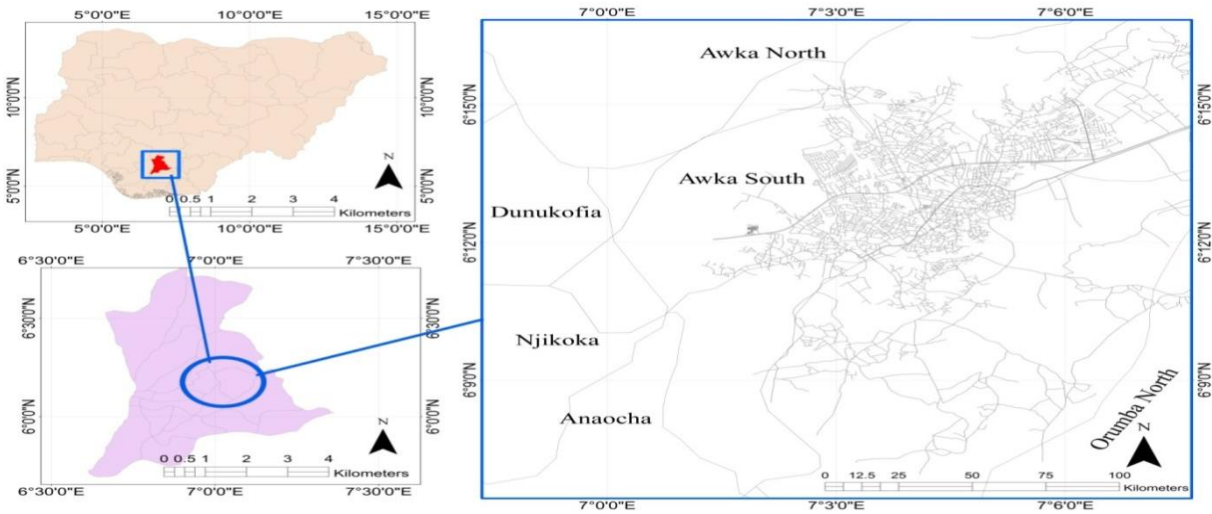 5°0'0"E 10°0'0"E 15°0'0"E
10°0'0"N
10°0'0"N
5°0'0"N
5°0'0"N
N
0 0.5 1 2 3 4
Kilometers
5°0'0"E 10°0'0"E 15°0'0"E
6°30'0"E 7°0'0"E 7°30'0"E
6°30'0"N
6°30'0"N
6°0'0"N
6°0'0"N
N
0 0.5 1 2 3 4
Kilometers
6°30'0"E 7°0'0"E 7°30'0"E
7°0'0"E 7°3'0"E 7°6'0"E
Awka North
6°15'0"N
6°15'0"N
Awka South
Dunukofia
6°12'0"N
6°12'0"N
Njikoka
6°9'0"N
6°9'0"N
Anaocha
Orumba North
N
0 12.5 25 50 75 100
Kilometers
7°0'0"E 7°3'0"E 7°6'0"E